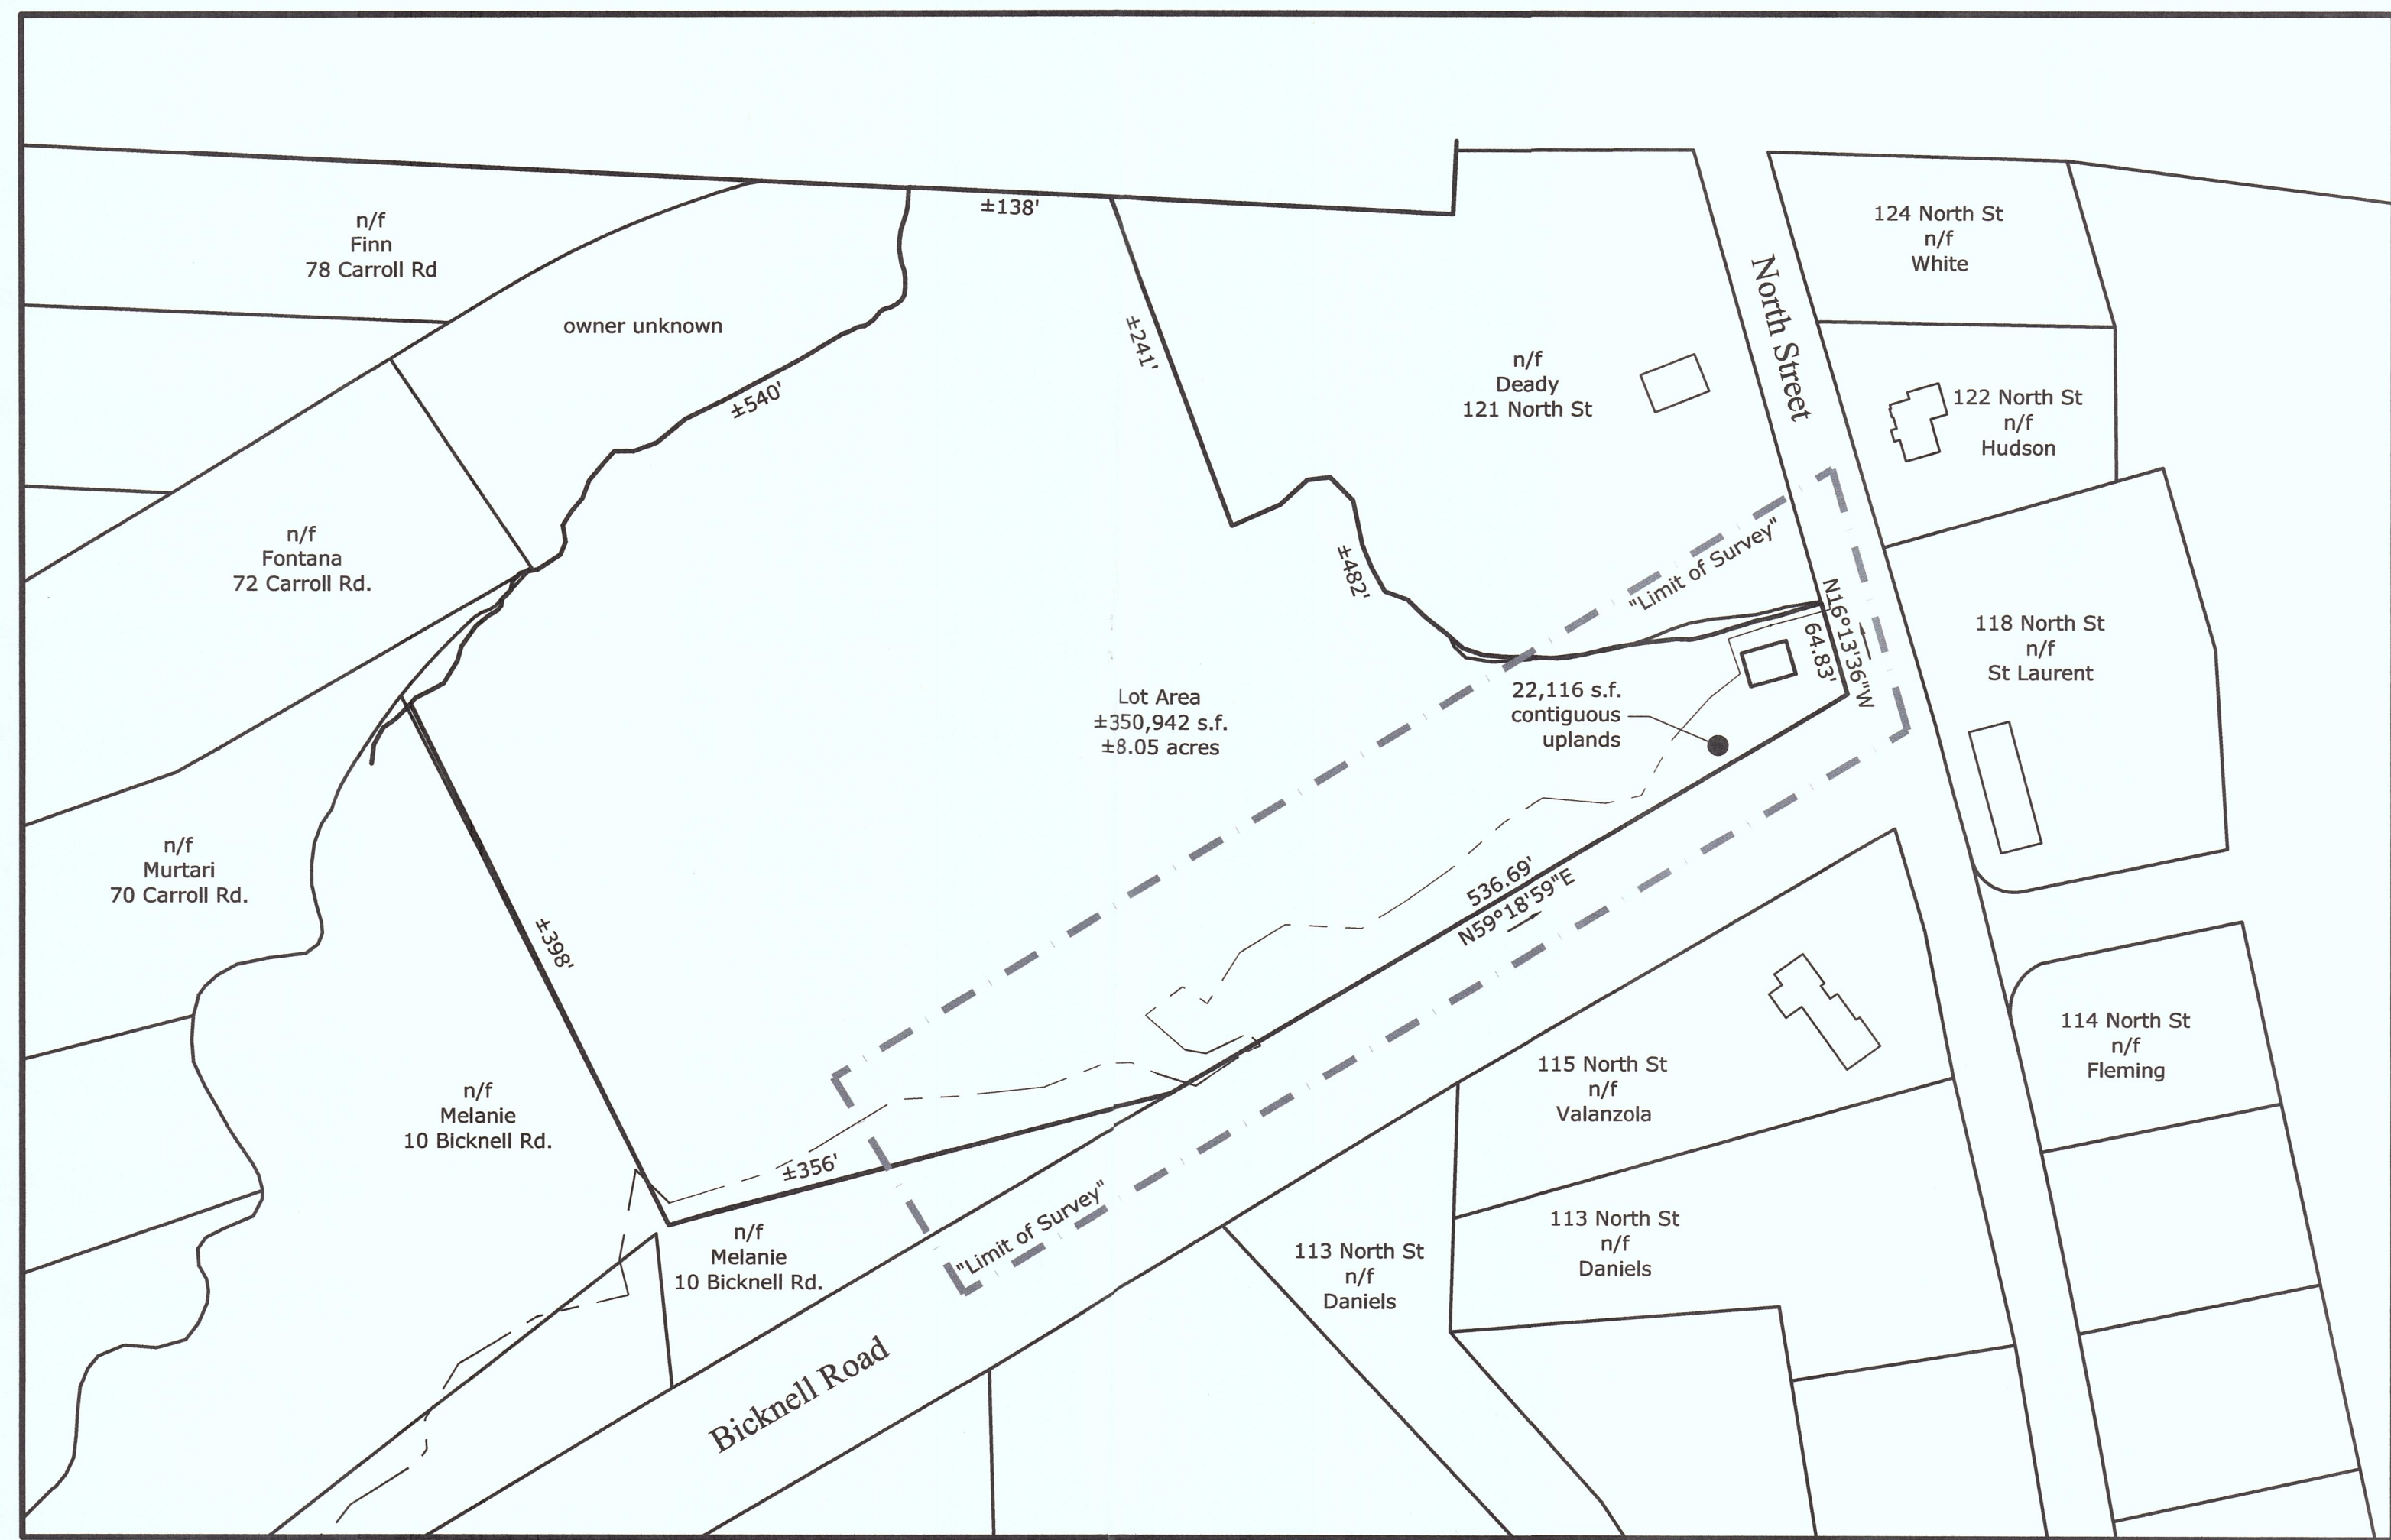 ±138'
n/f
Finn
78 Carroll Rd
owner unknown
±540'
±241'
n/f
Deady
121 North St
North Street
124 North St
n/f
White
122 North St
n/f
Hudson
n/f
Fontana
72 Carroll Rd.
±482'
"Limit of Survey"
N16°13'36"W
64.83'
118 North St
n/f
St Laurent
Lot Area
±350,942 s.f.
±8.05 acres
22,116 s.f.
contiguous
uplands
n/f
Murtari
70 Carroll Rd.
±398'
536.69'
N59°18'59"E
n/f
Melanie
10 Bicknell Rd.
±356'
115 North St
n/f
Valanzola
114 North St
n/f
Fleming
n/f
Melanie
10 Bicknell Rd.
"Limit of Survey"
113 North St
n/f
Daniels
113 North St
n/f
Daniels
Bicknell Road